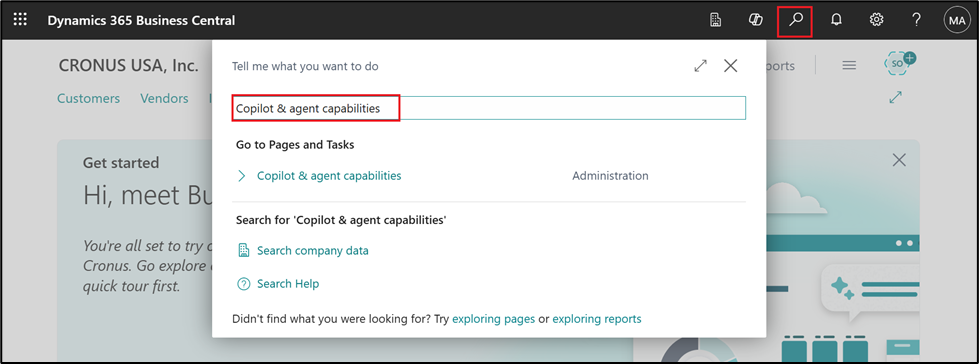 Dynamics 365 Business Central
MA
CRONUS USA, Inc.
Tell me what you want to do
SO
Customers Vendors
Copilot & agent capabilities
Go to Pages and Tasks
Copilot & agent capabilities Administration
Get started
Hi, meet
Search for 'Copilot & agent capabilities'
Search company data
Search Help
You're all set to try
Cronus. Go explore
quick tour first.
Didn't find what you were looking for? Try exploring pages or exploring reports